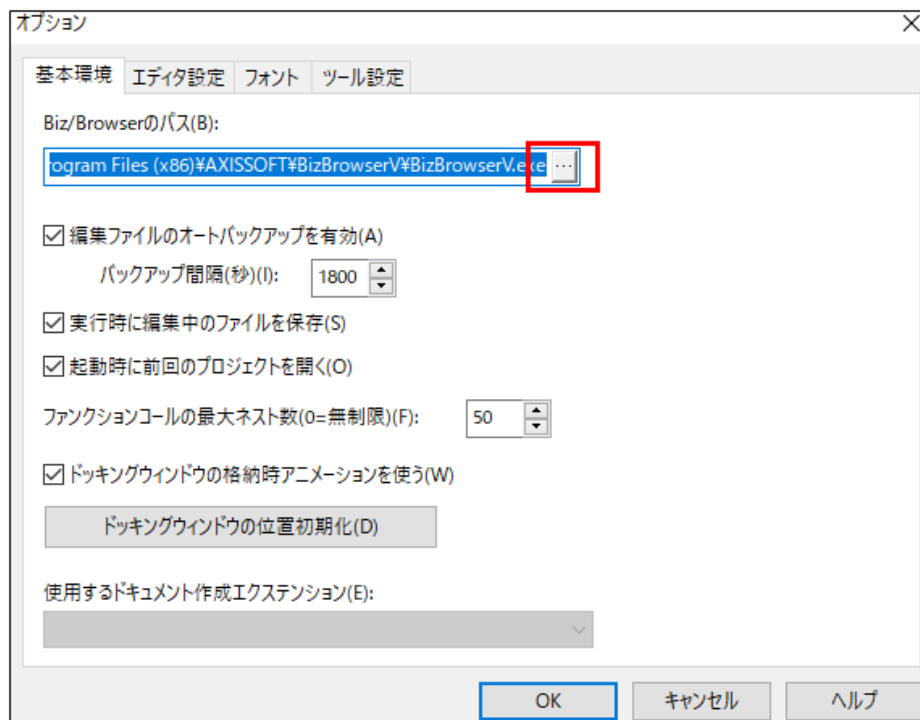 オプション
基本環境 エディタ設定 フォント ツール設定
Biz/Browserのパス(B):
rogram Files (x86)¥AXISSOFT¥BizBrowserV¥BizBrowserV.exe ...
編集ファイルのオートバックアップを有効(A)
バックアップ間隔(秒)(I): 1800
実行時に編集中のファイルを保存(S)
起動時に前回のプロジェクトを開く(O)
ファンクションコールの最大ネスト数(0=無制限)(F): 50
ドッキングウィンドウの格納時アニメーションを使う(W)
ドッキングウィンドウの位置初期化(D)
使用するドキュメント作成エクステンション(E):
OK キャンセル ヘルプ